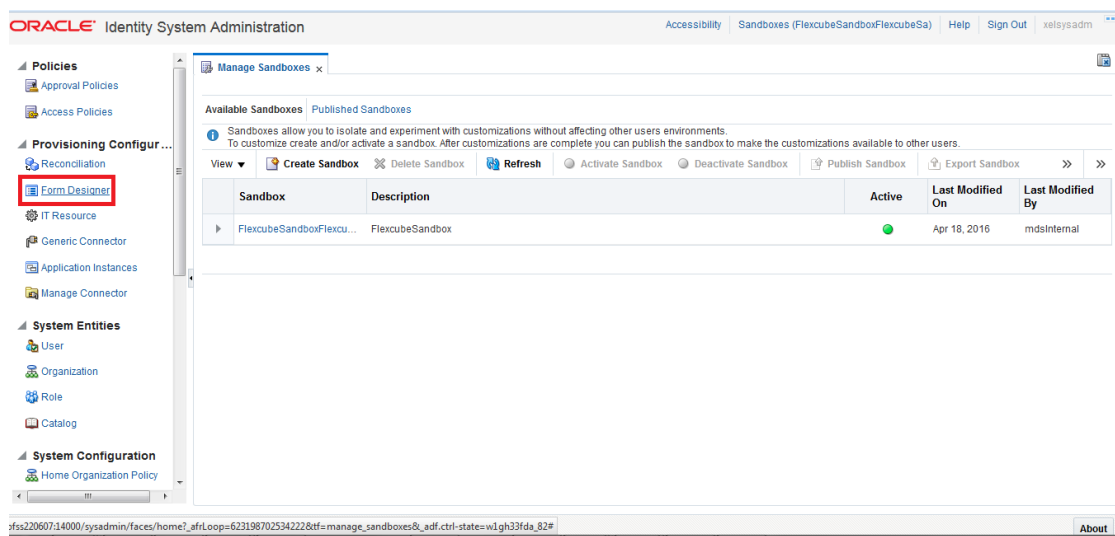 ORACLE Identity System Administration
Accessibility Sandboxes (FlexcubeSandboxFlexcubeSa) Help Sign Out xelsysadm
Policies
Approval Policies
Access Policies
Provisioning Configur...
Reconciliation
Form Designer
IT Resource
Generic Connector
Application Instances
Manage Connector
System Entities
User
Organization
Role
Catalog
System Configuration
Home Organization Policy
Manage Sandboxes x
Available Sandboxes Published Sandboxes
Sandboxes allow you to isolate and experiment with customizations without affecting other users environments.
To customize create and/or activate a sandbox. After customizations are complete you can publish the sandbox to make the customizations available to other users.
View Create Sandbox Delete Sandbox Refresh Activate Sandbox Deactivate Sandbox Publish Sandbox Export Sandbox » »
Sandbox Description Active Last Modified On Last Modified By
FlexcubeSandboxFlexcu... FlexcubeSandbox Apr 18, 2016 mdsInternal
ofss220607:14000/sysadmin/faces/home?_afrLoop=623198702534222&tf=manage_sandboxes&_adf.ctrl-state=w1gh33fda_82#
About